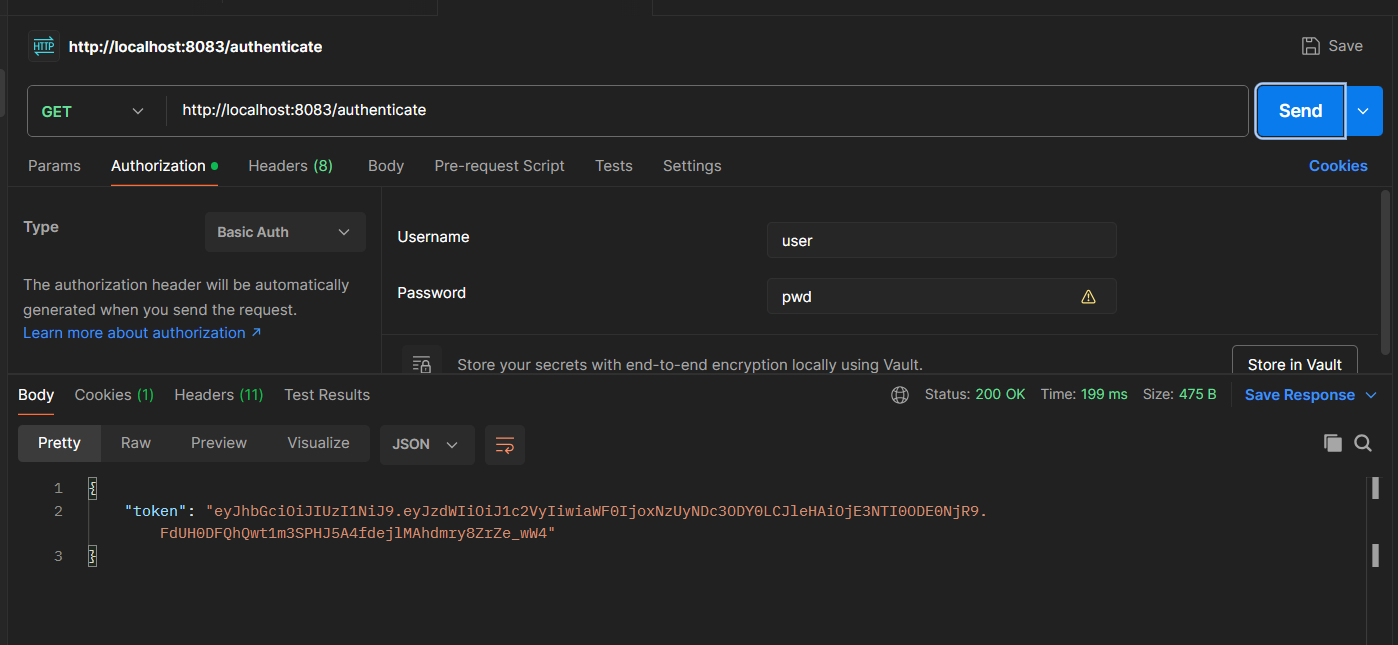 HTTP http://localhost:8083/authenticate Save
GET http://localhost:8083/authenticate Send
Params Authorization Headers (8) Body Pre-request Script Tests Settings Cookies
Type Basic Auth
The authorization header will be automatically
generated when you send the request.
Learn more about authorization ↗
Username user
Password pwd
Store your secrets with end-to-end encryption locally using Vault. Store in Vault
Body Cookies (1) Headers (11) Test Results Status: 200 OK Time: 199 ms Size: 475 B Save Response
Pretty Raw Preview Visualize JSON
1 {
2 "token": "eyJhbGciOiJIUzI1NiJ9.eyJzdWIiOiJ1c2VyIiwiaWF0IjoxNzUyNDc3ODY0LCJleHAiOjE3NTI0ODE0NjR9.
FdUH0DFQhQwt1m3SPHJ5A4fdejlMAhdmry8ZrZe_wW4"
3 }